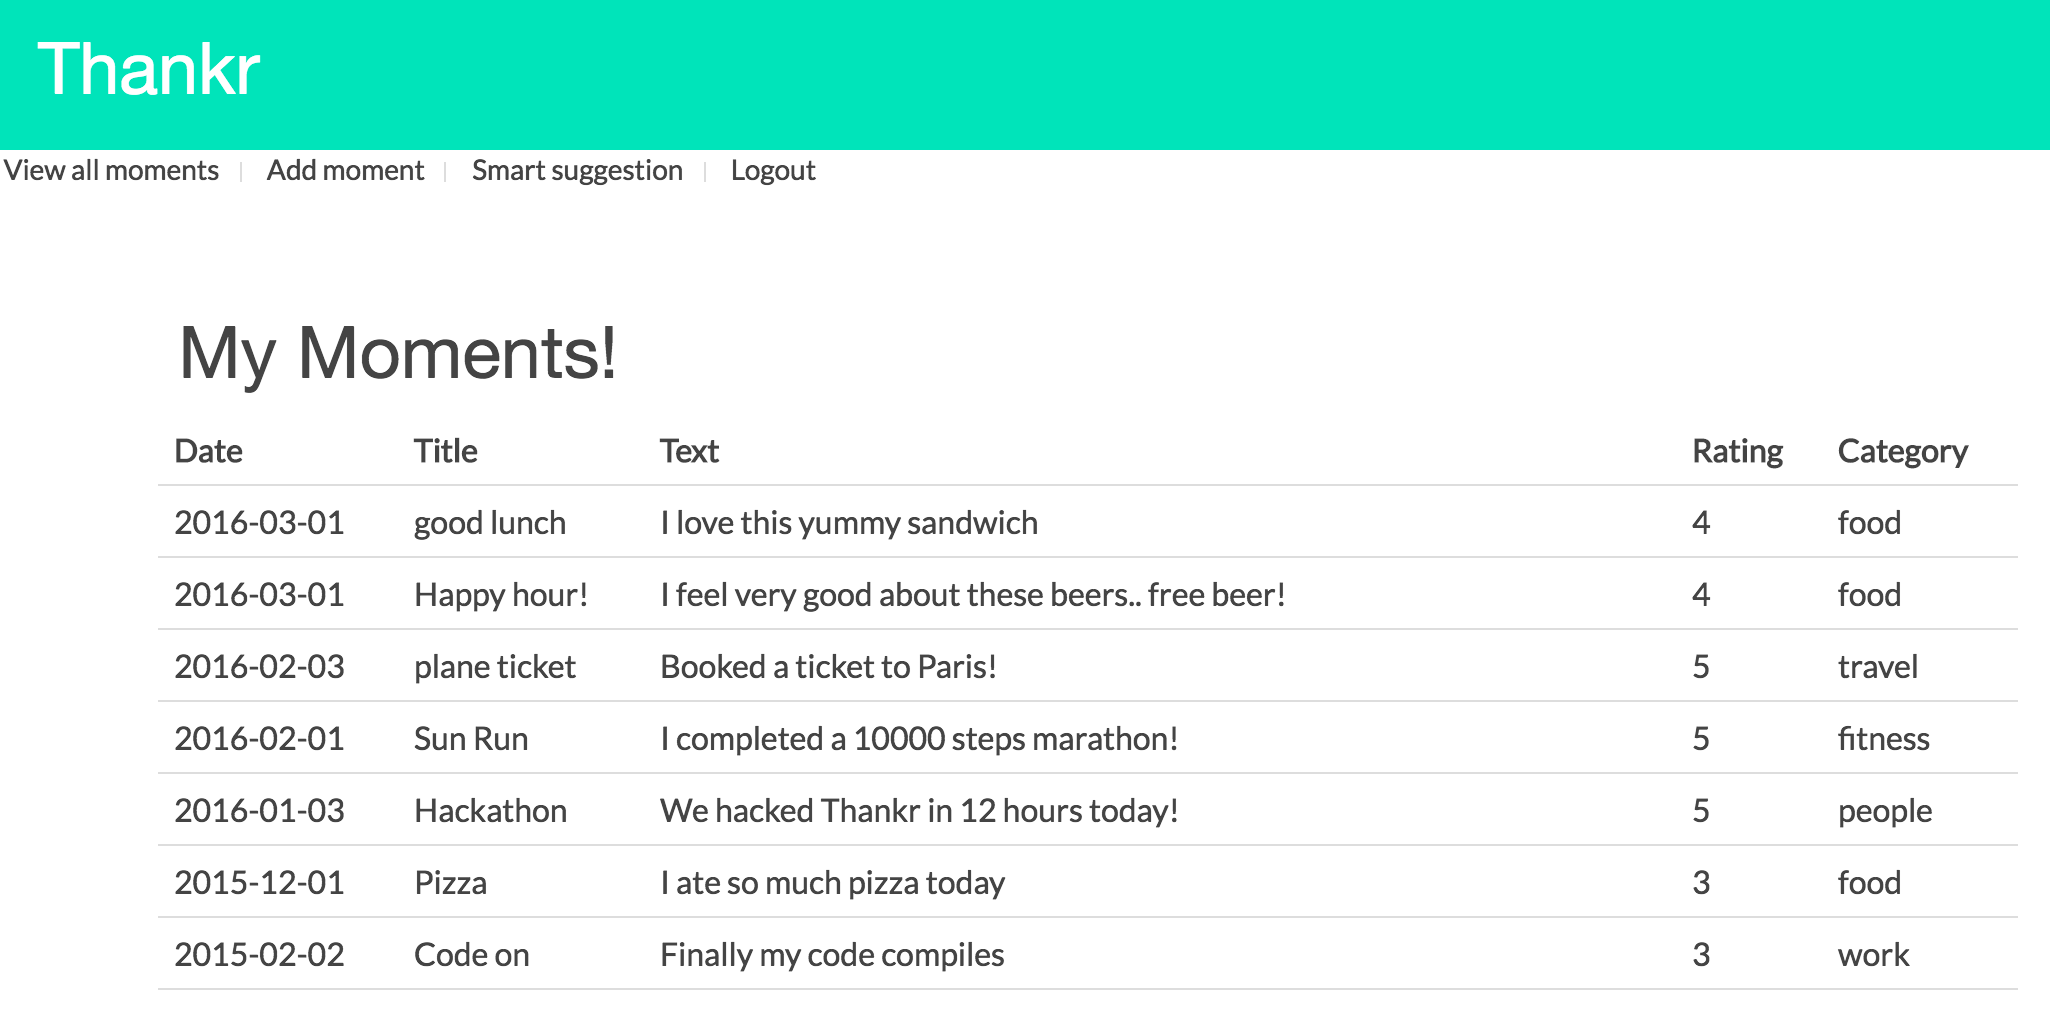 Thankr
View all moments | Add moment | Smart suggestion | Logout
My Moments!
Date Title Text Rating Category
2016-03-01 good lunch I love this yummy sandwich 4 food
2016-03-01 Happy hour! I feel very good about these beers.. free beer! 4 food
2016-02-03 plane ticket Booked a ticket to Paris! 5 travel
2016-02-01 Sun Run I completed a 10000 steps marathon! 5 fitness
2016-01-03 Hackathon We hacked Thankr in 12 hours today! 5 people
2015-12-01 Pizza I ate so much pizza today 3 food
2015-02-02 Code on Finally my code compiles 3 work